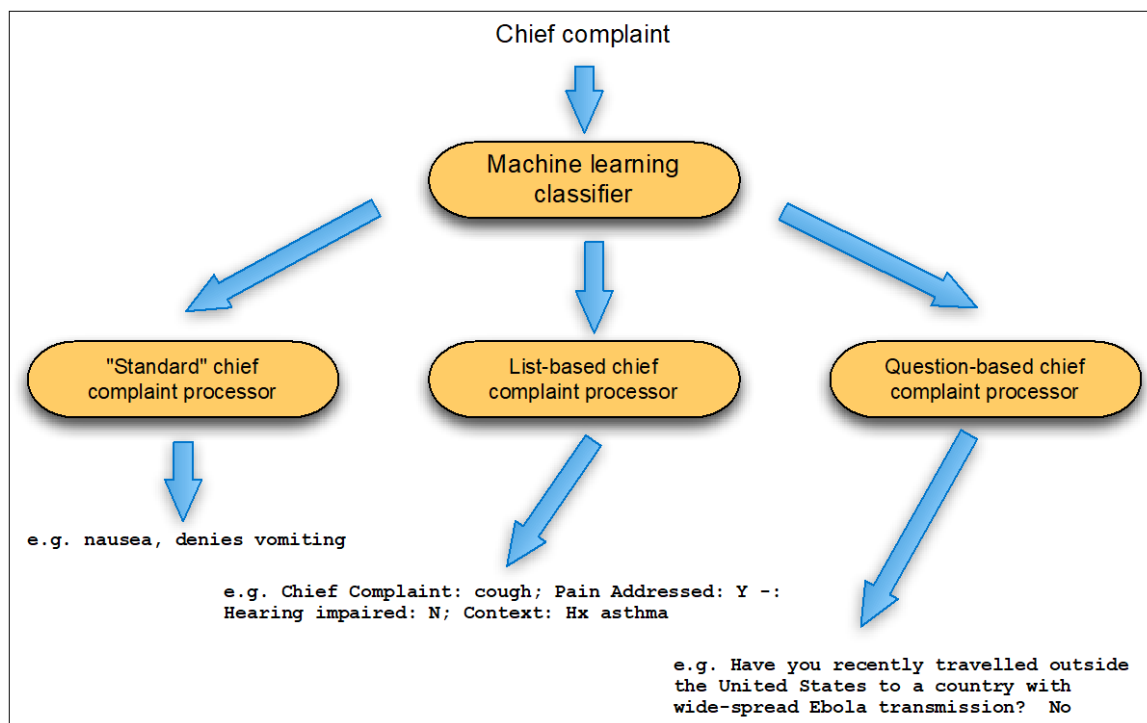 Chief complaint
Machine learning
classifier
"Standard" chief
complaint processor
List-based chief
complaint processor
Question-based chief
complaint processor
e.g. nausea, denies vomiting
e.g. Chief Complaint: cough; Pain Addressed: Y -:
Hearing impaired: N; Context: Hx asthma
e.g. Have you recently travelled outside
the United States to a country with
wide-spread Ebola transmission?  No